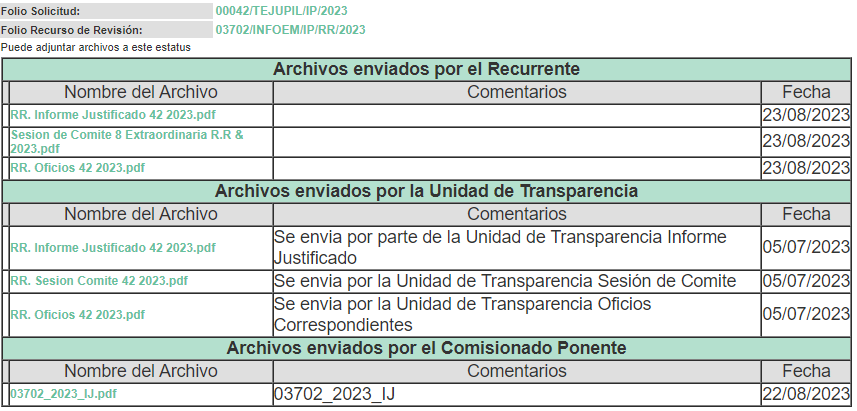 Folio Solicitud: 00042/TEJUPIL/IP/2023
Folio Recurso de Revisión: 03702/INFOEM/IP/RR/2023
Puede adjuntar archivos a este estatus
Archivos enviados por el Recurrente
Nombre del Archivo Comentarios Fecha
RR. Informe Justificado 42 2023.pdf 23/08/2023
Sesion de Comite 8 Extraordinaria R.R &
2023.pdf 23/08/2023
RR. Oficios 42 2023.pdf 23/08/2023
Archivos enviados por la Unidad de Transparencia
Nombre del Archivo Comentarios Fecha
RR. Informe Justificado 42 2023.pdf Se envia por parte de la Unidad de Transparencia Informe
Justificado 05/07/2023
RR. Sesion Comite 42 2023.pdf Se envia por la Unidad de Transparencia Sesión de Comite 05/07/2023
RR. Oficios 42 2023.pdf Se envia por la Unidad de Transparencia Oficios
Correspondientes 05/07/2023
Archivos enviados por el Comisionado Ponente
Nombre del Archivo Comentarios Fecha
03702_2023_IJ.pdf 03702_2023_IJ 22/08/2023